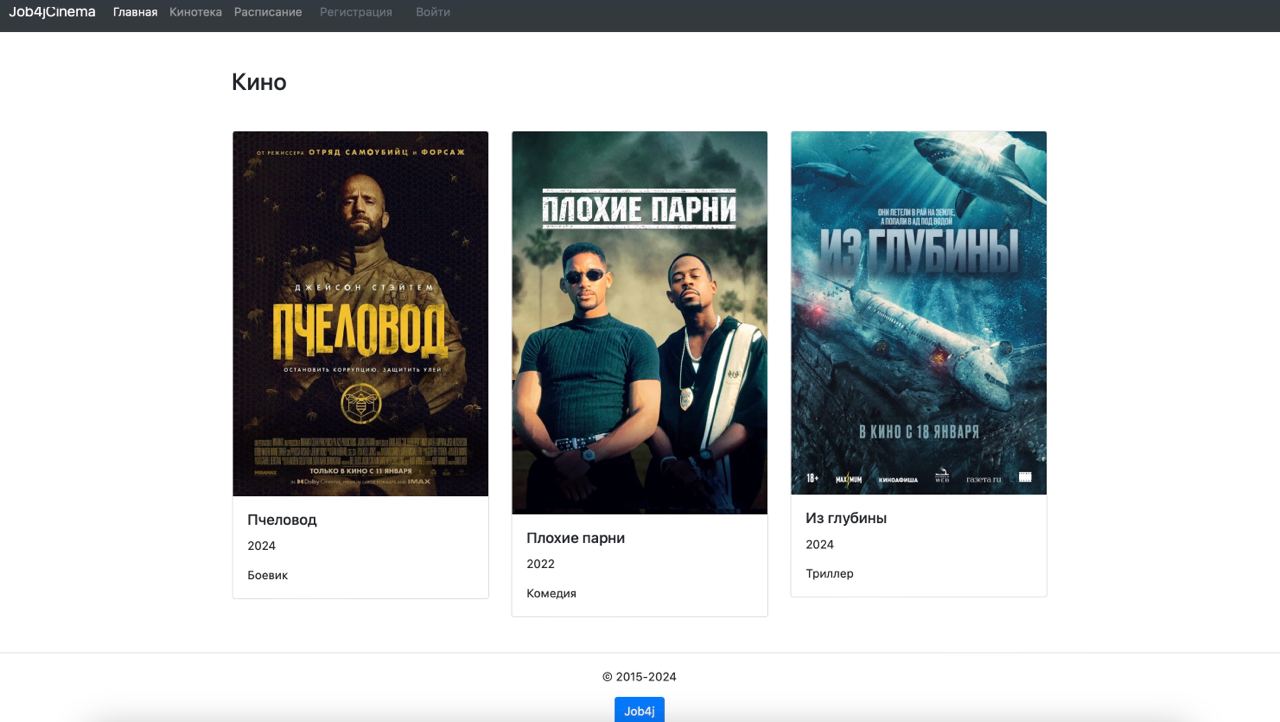 Job4jCinema Главная Кинотека Расписание Регистрация Войти
Кино
ОТ РЕЖИССЕРА ОТРЯД САМОУБИЙЦ И ФОРСАЖ
ДЖЕЙСОН СТЭЙТЕМ
ПЧЕЛОВОД
ОСТАНОВИТЬ КОРРУПЦИЮ. ЗАЩИТИТЬ УЛЕЙ
MIRAMAX
ТОЛЬКО В КИНО С 11 ЯНВАРЯ
Dolby Cinema
IMAX
Пчеловод
2024
Боевик
ПЛОХИЕ ПАРНИ
Плохие парни
2022
Комедия
ОНИ ЛЕТЕЛИ В РАЙ НА ЗЕМЛЕ,
А ПОПАЛИ В АД ПОД ВОДОЙ
ИЗ ГЛУБИНЫ
В КИНО С 18 ЯНВАРЯ
18+ MAXIMUM КИНОАФИША газета ru
Из глубины
2024
Триллер
© 2015-2024
Job4j